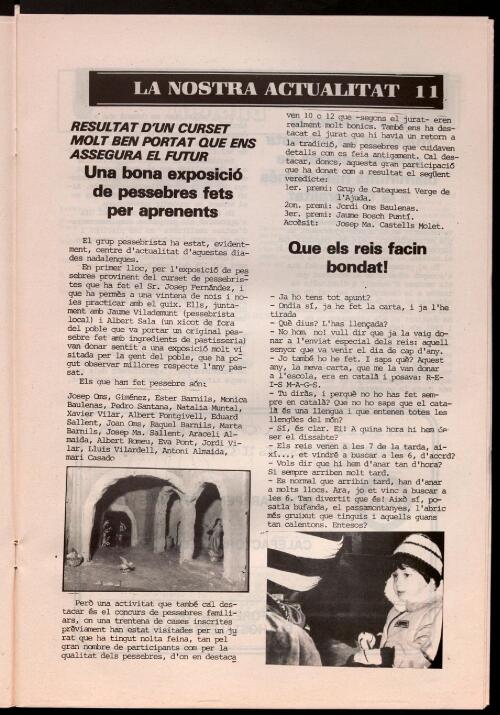 LA NOSTRA ACTUALITAT 11
RESULTAT D'UN CURSET
MOLT BEN PORTAT QUE ENS
ASSEGURA EL FUTUR
Una bona exposició
de pessebres fets
per aprenents
El grup pessebrista ha estat, evident-
ment, centre d'actualitat d'aquestes dia-
des nadalenques.
En primer lloc, per l'exposició de pes
sebres provinent del curset de pessebris-
tes que ha fet el Sr. Josep Fernández, i
que ha permès a una vintena de nois i no-
ies practicar amb el guix. Ells, junta-
ment amb Jaume Vilademunt (pessebrista
local) i Albert Sala (un xicot de fora
del poble que va portar un original pes-
sebre fet amb ingredients de pastisseria)
van donar sentit a una exposició molt vi
sitada per la gent del poble, que ha po-
gut observar millores respecte l'any pas-
sat.
Els que han fet pessebre són:
Josep Oms, Giménez, Ester Barnils, Monica
Baulenas, Pedro Santana, Natalia Muntal,
Xavier Vilar, Albert Fontgivell, Eduard
Sallent, Joan Oms, Raquel Barnils, Marta
Barnils, Josep Ma. Sallent, Araceli Al-
maida, Albert Romeu, Eva Pont, Jordi Vi-
lar, Lluís Vilardell, Antoni Almaida,
mari Casado
Però una activitat que també cal des-
tacar és el concurs de pessebres famili-
ars, on una trentena de cases inscrites
prèviament han estat visitades per un ju
rat que ha tingut molta feina, tan pel
gran nombre de participants com per la
qualitat dels pessebres, d'on en destaca
ven 10 o 12 que -segons el jurat- eren
realment molt bonics. També ens ha des-
tacat el jurat que hi havia un retorn a
la tradició, amb pessebres que cuidaven
detalls com es feia antigament. Cal des-
tacar, doncs, aquesta gran participació
que ha donat com a resultat el següent
veredicte:
1er. premi: Grup de Catequesi Verge de
l'Ajuda.
2on. premi: Jordi Oms Baulenas.
3er. premi: Jaume Bosch Puntí.
Accèsit: Josep Ma. Castells Molet.
Que els reis facin
bondat!
- Ja ho tens tot apunt?
- Ondia sí, ja he fet la carta, i ja l'he
tirada
- Què dius? L'has llençada?
- No hom. no! vull dir que ja la vaig do-
nar a l'enviat especial dels reis: aquell
senyor que va venir el dia de cap d'any.
- Jo també ho he fet. I saps què? Aquest
any, la meva carta, que me la van donar
a l'escola, era en català i posava: R-E-
I-S M-A-G-S.
- Tu diràs, i perquè no ho has fet sem-
pre en català? Que no ho saps que el cata-
là és una llengua i que entenen totes les
llengües del món?
- Sí, és clar. Ei! A quina hora hi hem de
ser el dissabte?
- Els reis venen a les 7 de la tarda, ai-
xí..., et vindré a buscar a les 6, d'acord?
- Vols dir que hi hem d'anar tan d'hora?
Si sempre arriben molt tard.
- Es normal que arribin tard, han d'anar
a molts llocs. Ara, jo et vinc a buscar a
les 6. Tan divertit que és! Això sí, po-
satla bufanda, el passamontanyes, l'abric
més gruixut que tinguis i aquells guans
tan calentons. Entesos?